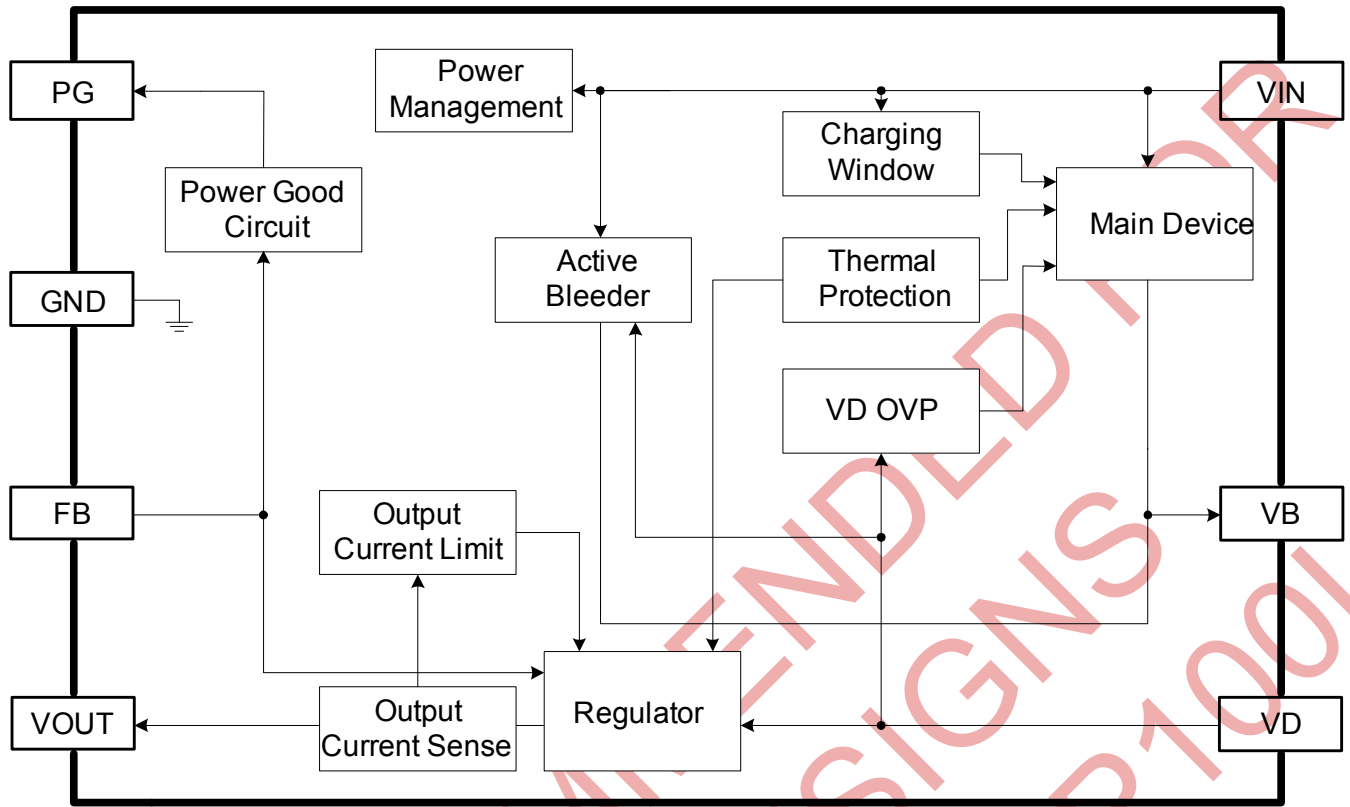 PG
Power
Management
VIN
Charging
Window
Power Good
Circuit
Main Device
Active
Bleeder
Thermal
Protection
GND
VD OVP
FB
Output
Current Limit
VB
VOUT
Output
Current Sense
Regulator
VD